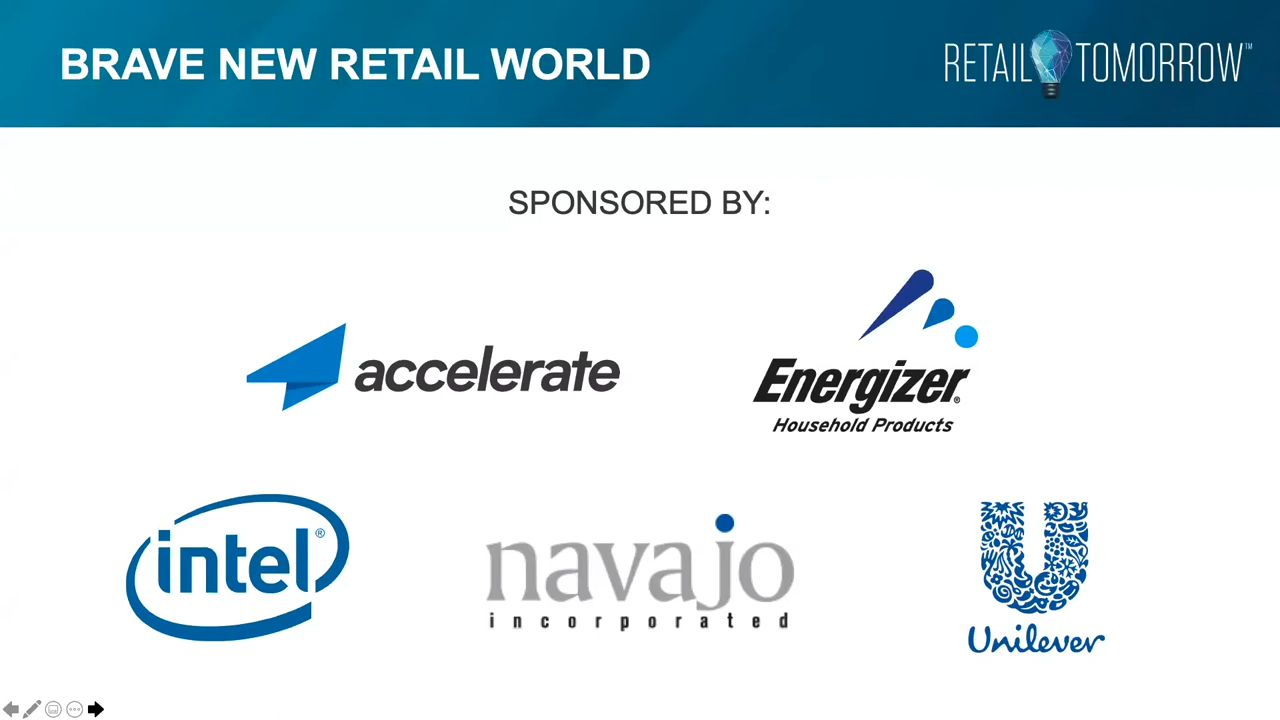 BRAVE NEW RETAIL WORLD
RETAIL TOMORROW™
SPONSORED BY:
accelerate
Energizer®
Household Products
intel®
navajo
incorporated
Unilever